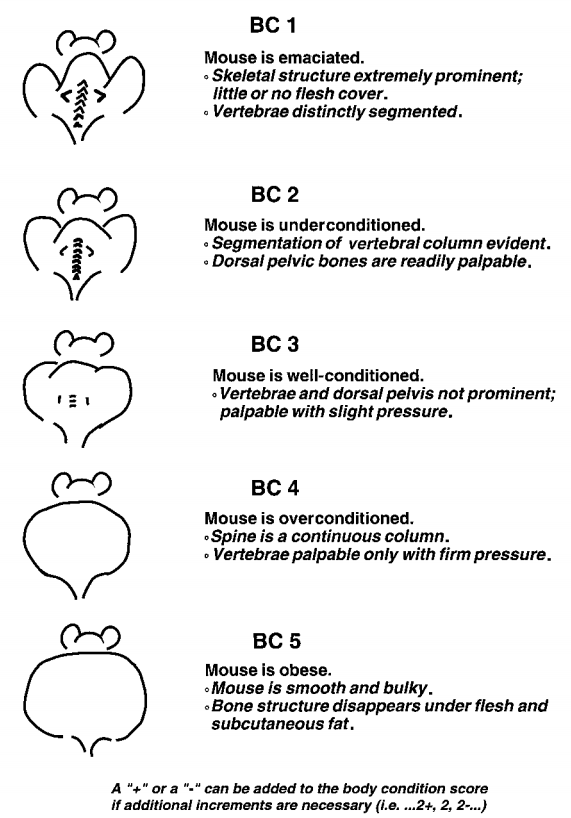 BC 1
Mouse is emaciated.
◦ Skeletal structure extremely prominent;
little or no flesh cover.
◦ Vertebrae distinctly segmented.
BC 2
Mouse is underconditioned.
◦ Segmentation of vertebral column evident.
◦ Dorsal pelvic bones are readily palpable.
BC 3
Mouse is well-conditioned.
◦ Vertebrae and dorsal pelvis not prominent;
palpable with slight pressure.
BC 4
Mouse is overconditioned.
◦ Spine is a continuous column.
◦ Vertebrae palpable only with firm pressure.
BC 5
Mouse is obese.
◦ Mouse is smooth and bulky.
◦ Bone structure disappears under flesh and
subcutaneous fat.
A "+" or a "-" can be added to the body condition score
if additional increments are necessary (i.e. ...2+, 2, 2-...)